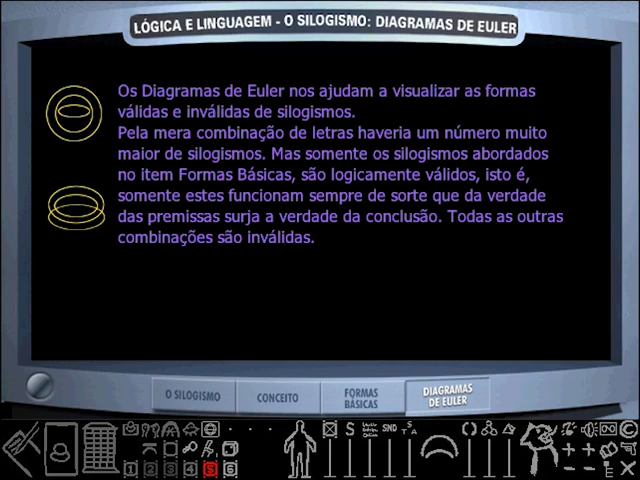 LÓGICA E LINGUAGEM - O SILOGISMO: DIAGRAMAS DE EULER
Os Diagramas de Euler nos ajudam a visualizar as formas
válidas e inválidas de silogismos.
Pela mera combinação de letras haveria um número muito
maior de silogismos. Mas somente os silogismos abordados
no item Formas Básicas, são logicamente válidos, isto é,
somente estes funcionam sempre de sorte que da verdade
das premissas surja a verdade da conclusão. Todas as outras
combinações são inválidas.
O SILOGISMO
CONCEITO
FORMAS
BÁSICAS
DIAGRAMAS
DE EULER
S
SND
1 2 3 4 5 6
E